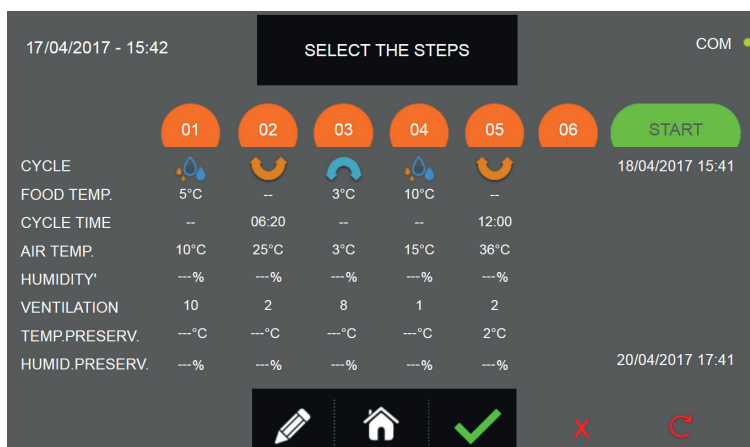 17/04/2017 - 15:42 SELECT THE STEPS COM
01 02 03 04 05 06 START
CYCLE 18/04/2017 15:41
FOOD TEMP. 5°C -- 3°C 10°C --
CYCLE TIME -- 06:20 -- -- 12:00
AIR TEMP. 10°C 25°C 3°C 15°C 36°C
HUMIDITY' ---% ---% ---% ---% ---%
VENTILATION 10 2 8 1 2
TEMP.PRESERV. ---°C ---°C ---°C ---°C 2°C
HUMID.PRESERV. ---% ---% ---% ---% ---% 20/04/2017 17:41
X